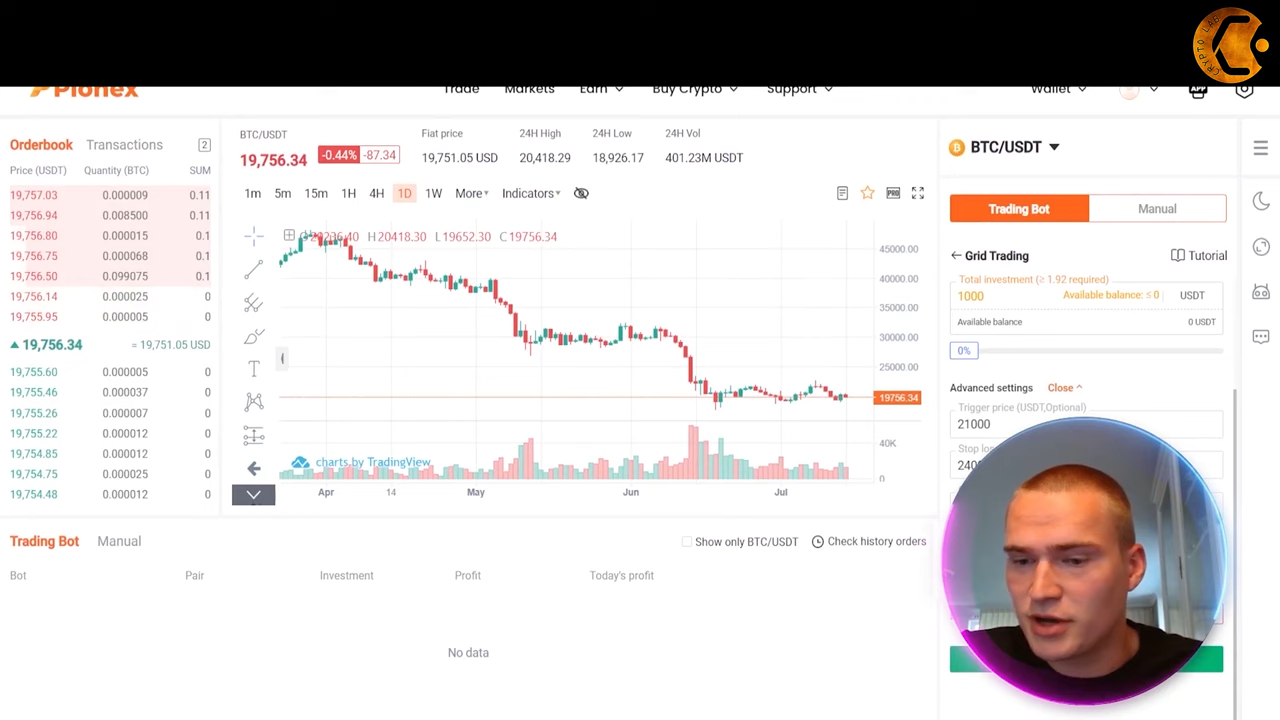 CRYPTO LAB
Pionex
Trade
Markets
Earn
Buy Crypto
Support
Wallet
APP
Orderbook
Transactions
2
Price (USDT)
Quantity (BTC)
SUM
19,757.03 0.000009 0.11
19,756.94 0.008500 0.11
19,756.80 0.000015 0.1
19,756.75 0.000068 0.1
19,756.50 0.099075 0.1
19,756.14 0.000025 0
19,755.95 0.000005 0
19,756.34 = 19,751.05 USD
19,755.60 0.000005 0
19,755.46 0.000037 0
19,755.26 0.000007 0
19,755.22 0.000012 0
19,754.85 0.000012 0
19,754.75 0.000025 0
19,754.48 0.000012 0
BTC/USDT
19,756.34
-0.44% -87.34
Fiat price
19,751.05 USD
24H High
20,418.29
24H Low
18,926.17
24H Vol
401.23M USDT
1m 5m 15m 1H 4H 1D 1W More Indicators
PRO
H20418.30 L19652.30 C19756.34
45000.00
40000.00
35000.00
30000.00
25000.00
19756.34
40K
0
T
charts by TradingView
Apr 14 May Jun Jul
BTC/USDT
Trading Bot
Manual
Grid Trading
Tutorial
Total investment (≥ 1.92 required)
1000
Available balance: ≤ 0
USDT
Available balance
0 USDT
0%
Advanced settings
Close
Trigger price (USDT,Optional)
21000
Trading Bot
Manual
Show only BTC/USDT
Check history orders
Bot
Pair
Investment
Profit
Today's profit
No data